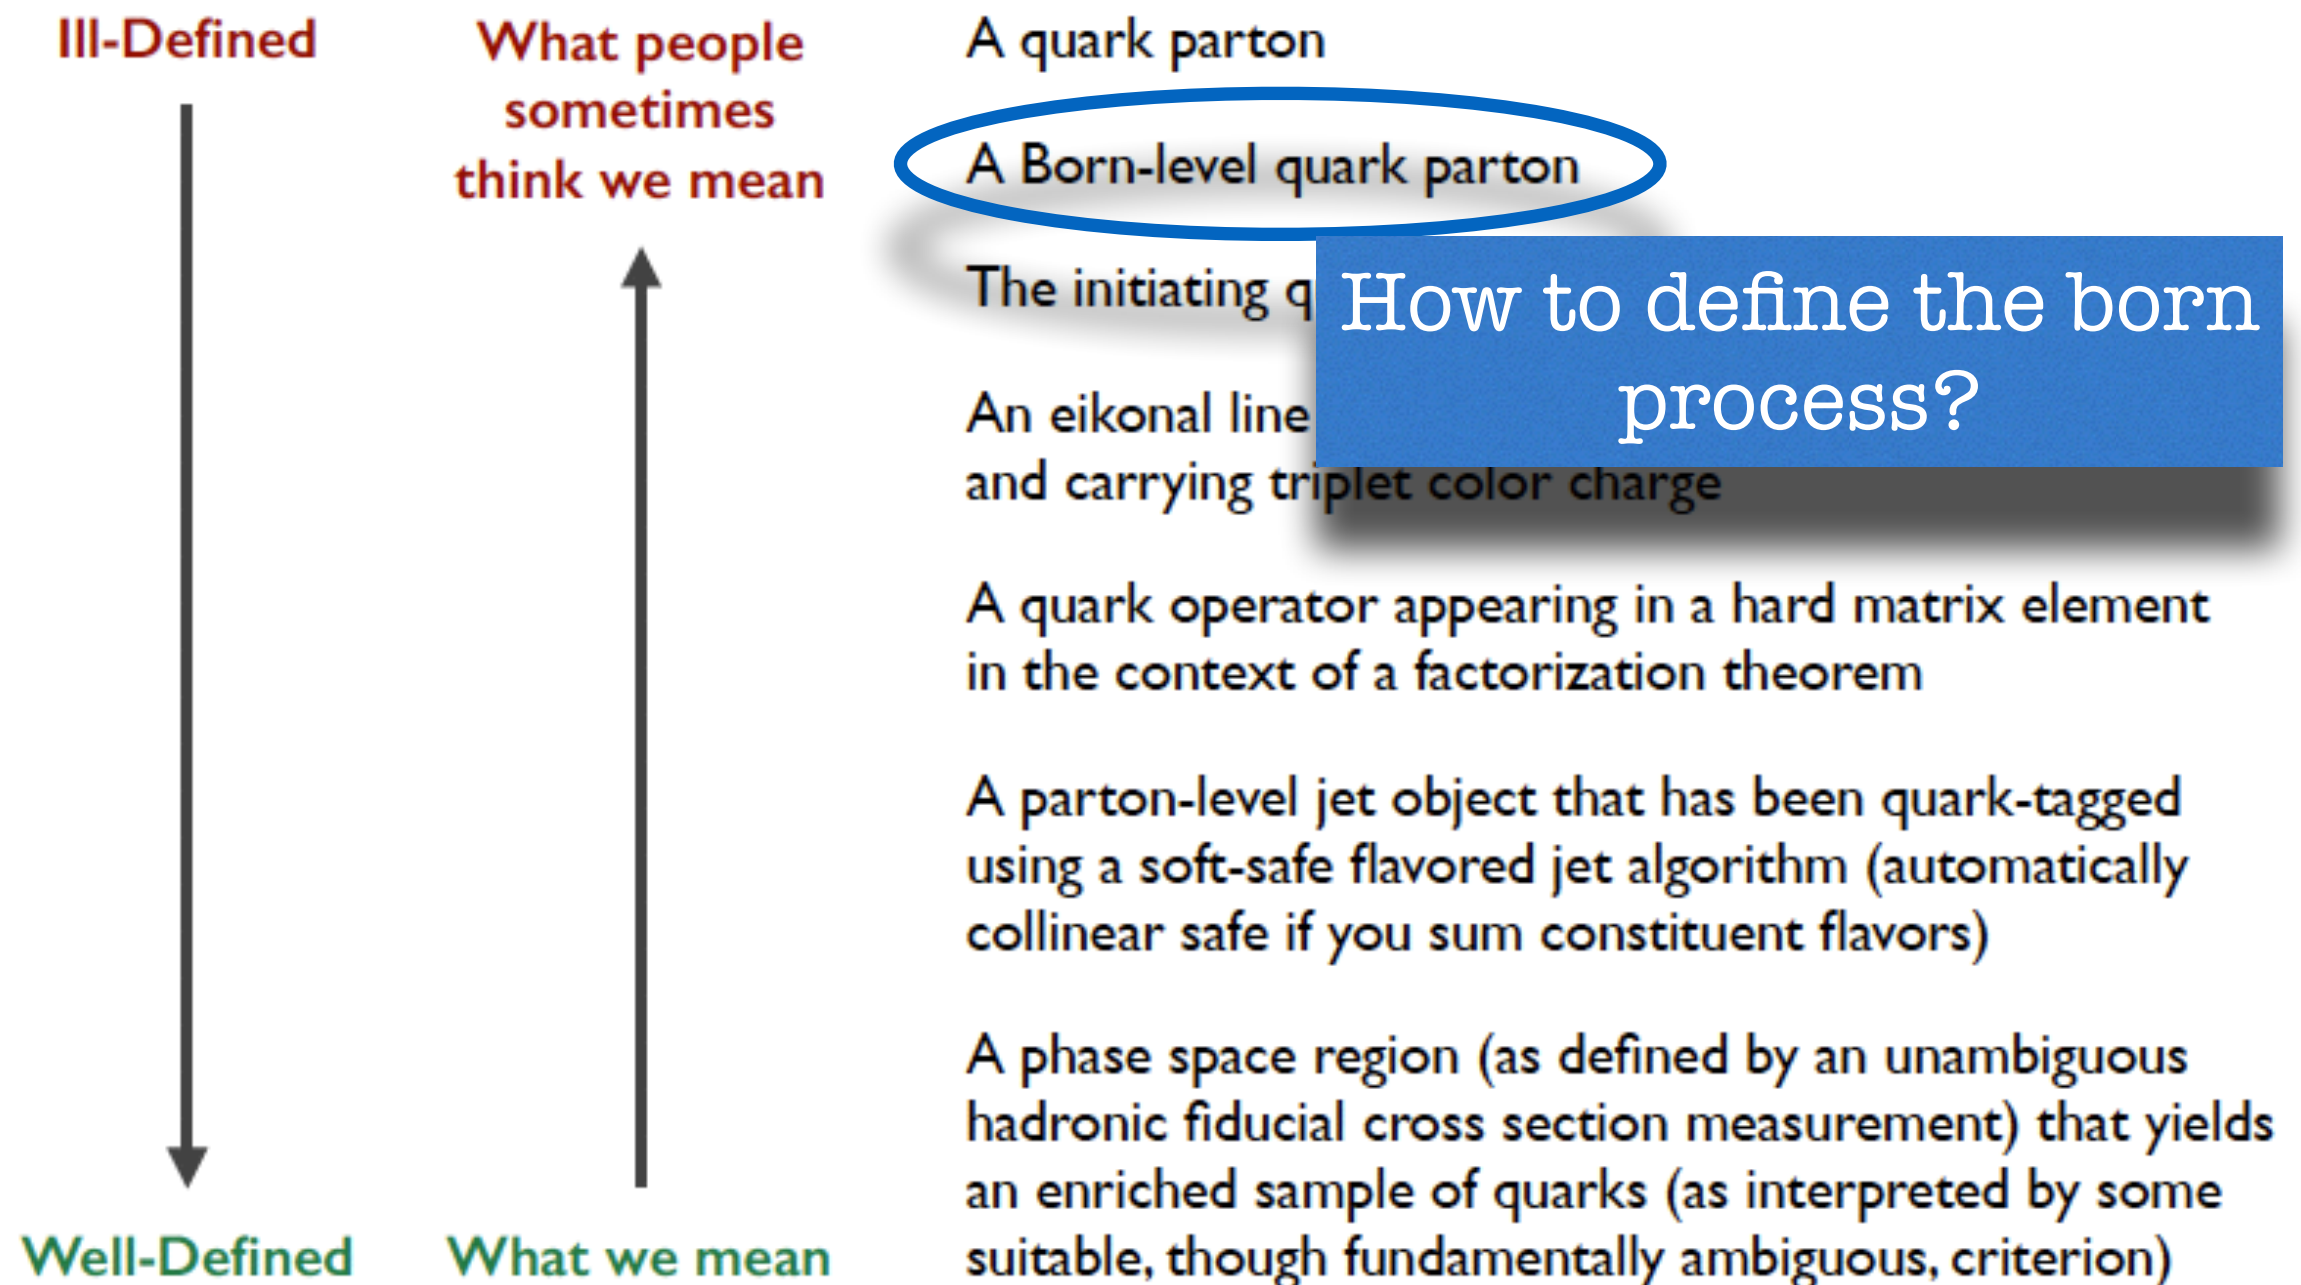 Ill-Defined
What people
sometimes
think we mean
A quark parton
A Born-level quark parton
The initiating q
How to define the born
process?
An eikonal line
and carrying triplet color charge
A quark operator appearing in a hard matrix element
in the context of a factorization theorem
A parton-level jet object that has been quark-tagged
using a soft-safe flavored jet algorithm (automatically
collinear safe if you sum constituent flavors)
A phase space region (as defined by an unambiguous
hadronic fiducial cross section measurement) that yields
an enriched sample of quarks (as interpreted by some
suitable, though fundamentally ambiguous, criterion)
Well-Defined
What we mean